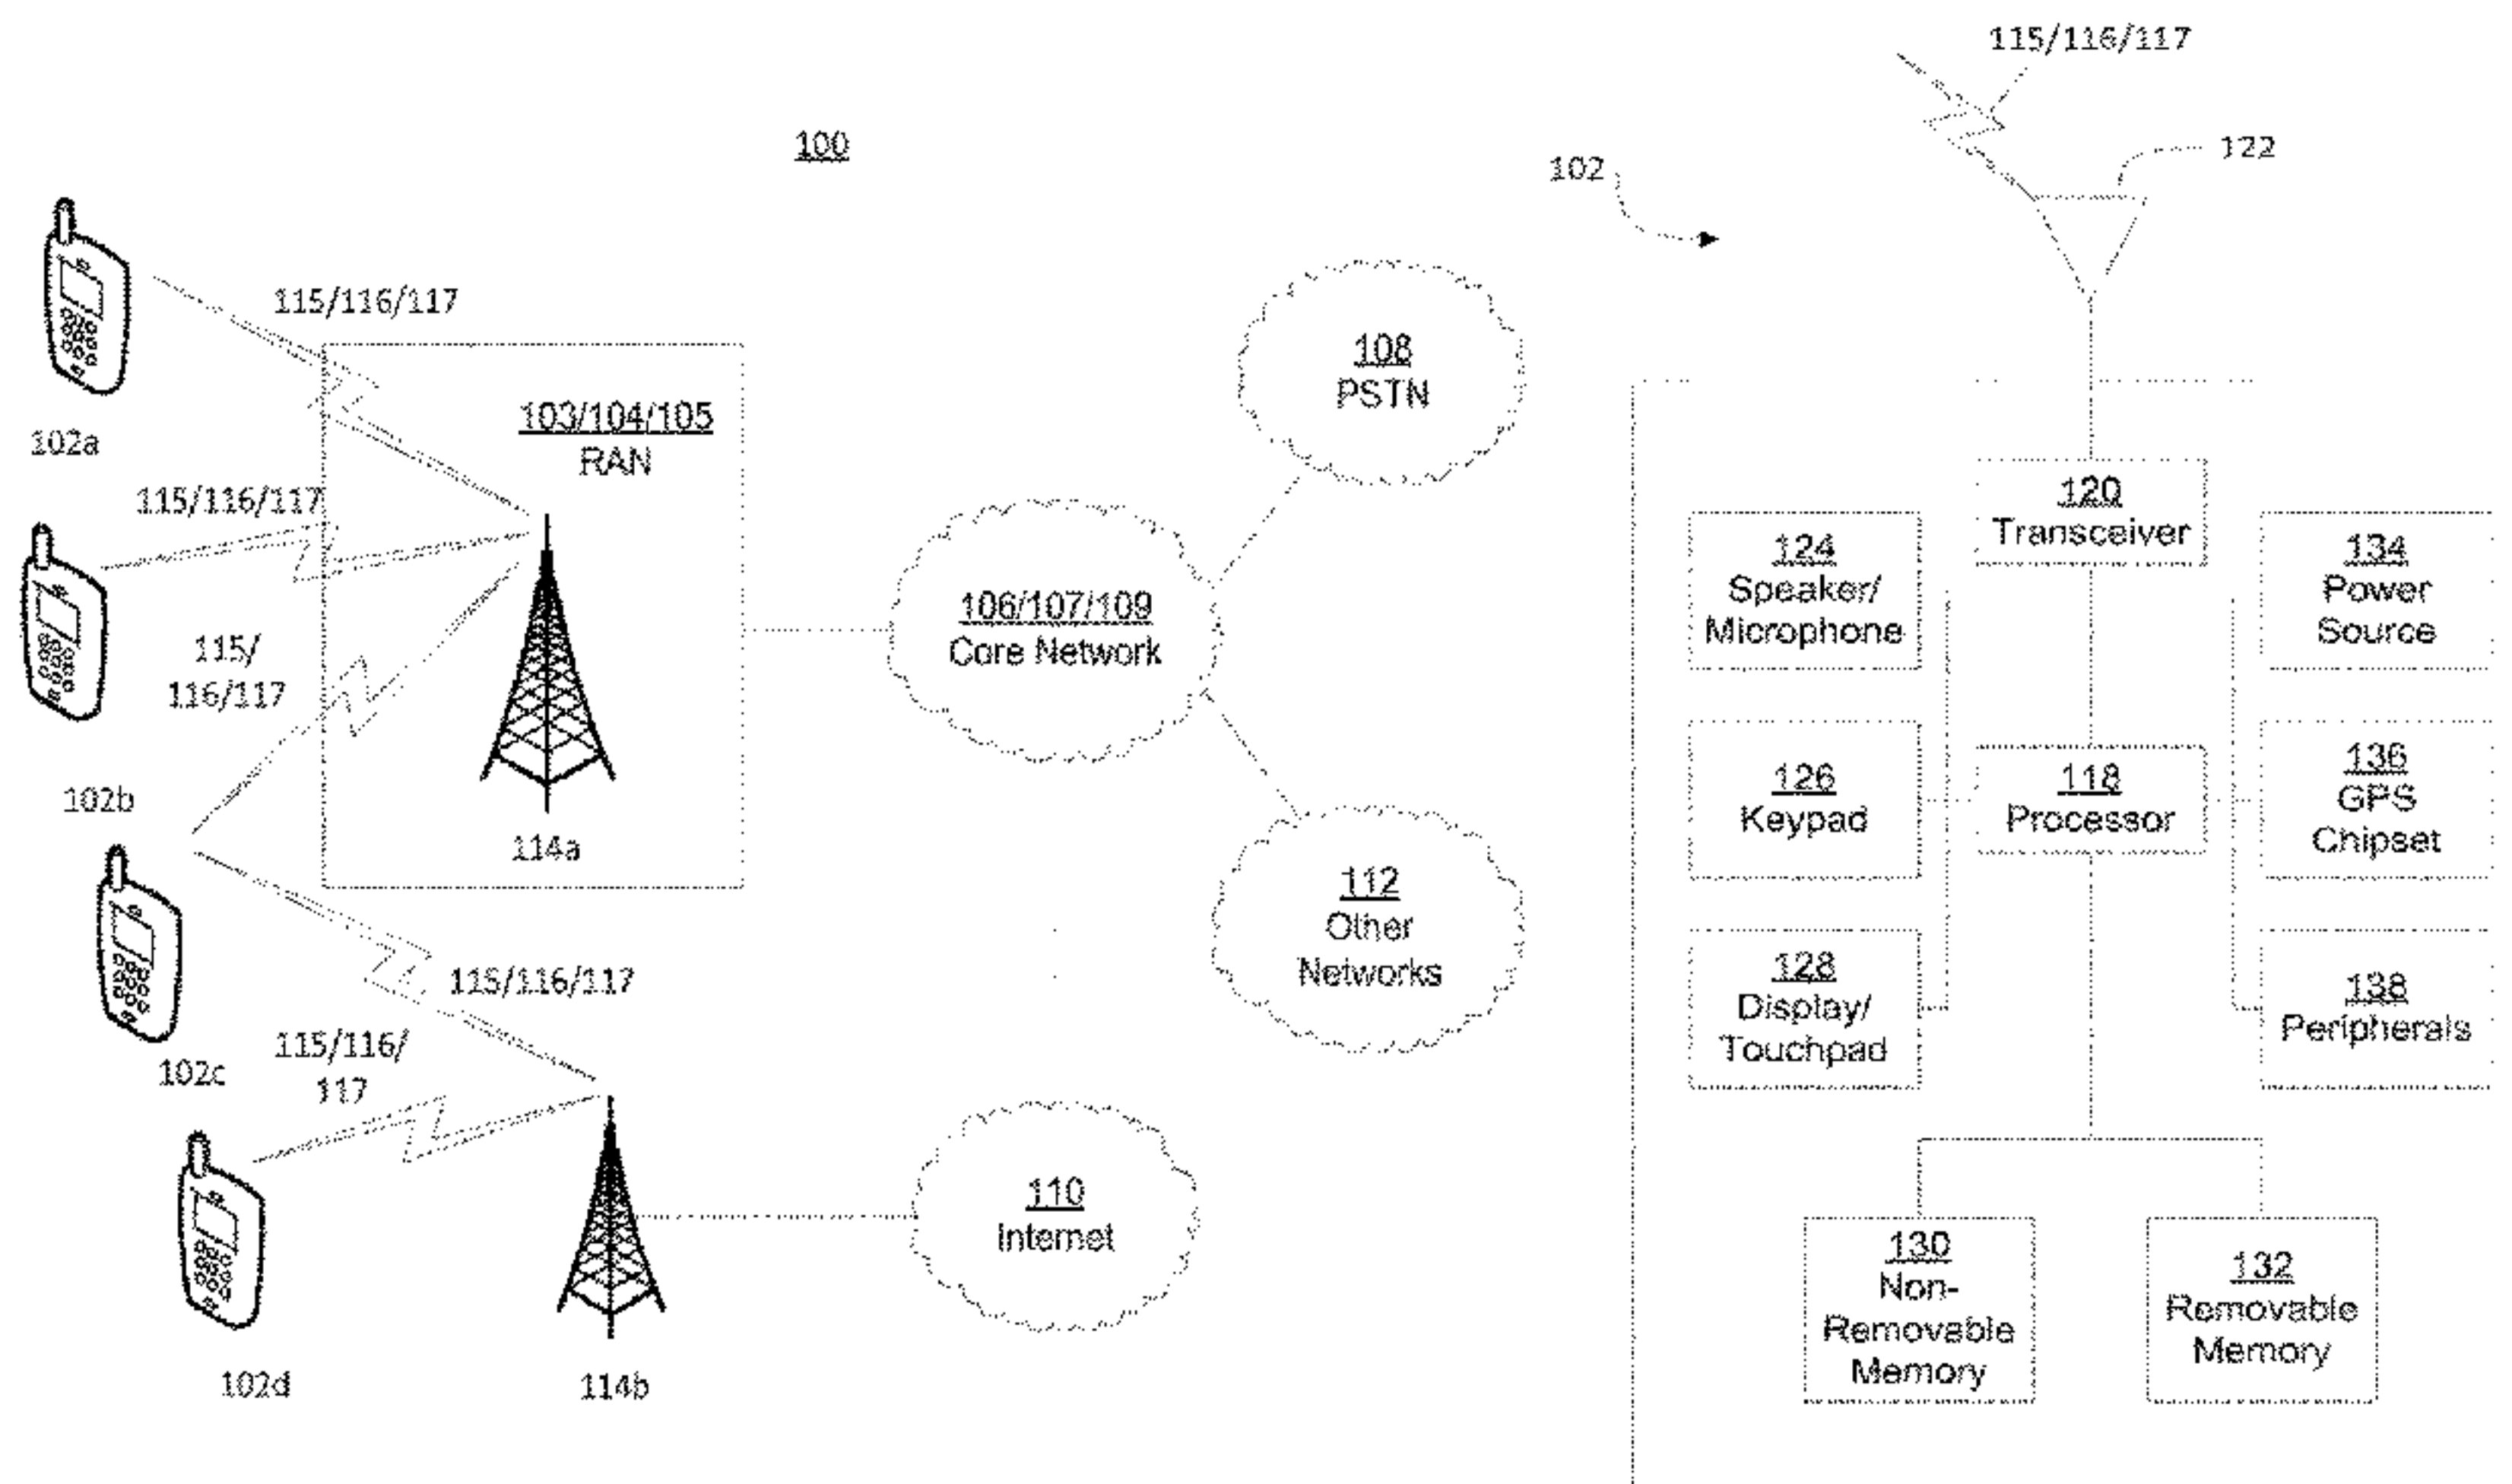 100
115/116/117
102a
103/104/105
RAN
115/116/117
102b
115/
116/117
114a
102c
115/116/117
115/116/
117
102d
114b
106/107/109
Core Network
108
PSTN
112
Other
Networks
110
Internet
102
115/116/117
122
120
Transceiver
124
Speaker/
Microphone
134
Power
Source
126
Keypad
118
Processor
136
GPS
Chipset
128
Display/
Touchpad
138
Peripherals
130
Non-
Removable
Memory
132
Removable
Memory